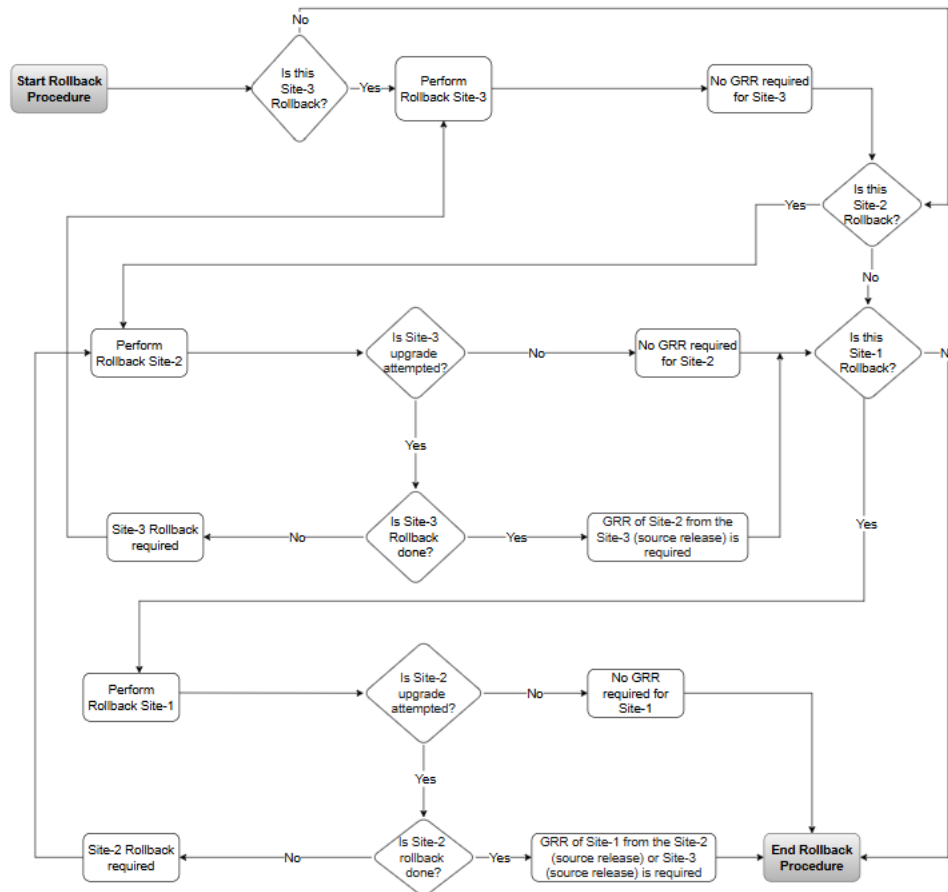 No
Start Rollback
Procedure
Is this
Site-3
Rollback?
Yes
Perform
Rollback Site-3
No GRR required
for Site-3
Is this
Site-2
Rollback?
Yes
No
Perform
Rollback Site-2
Is Site-3
upgrade
attempted?
No
No GRR required
for Site-2
Is this
Site-1
Rollback?
N
Yes
Site-3 Rollback
required
No
Is Site-3
Rollback
done?
Yes
GRR of Site-2 from the
Site-3 (source release) is
required
Yes
Perform
Rollback Site-1
Is Site-2
upgrade
attempted?
No
No GRR
required for
Site-1
Yes
Site-2 Rollback
required
No
Is Site-2
rollback
done?
Yes
GRR of Site-1 from the Site-2
(source release) or Site-3
(source release) is required
End Rollback
Procedure